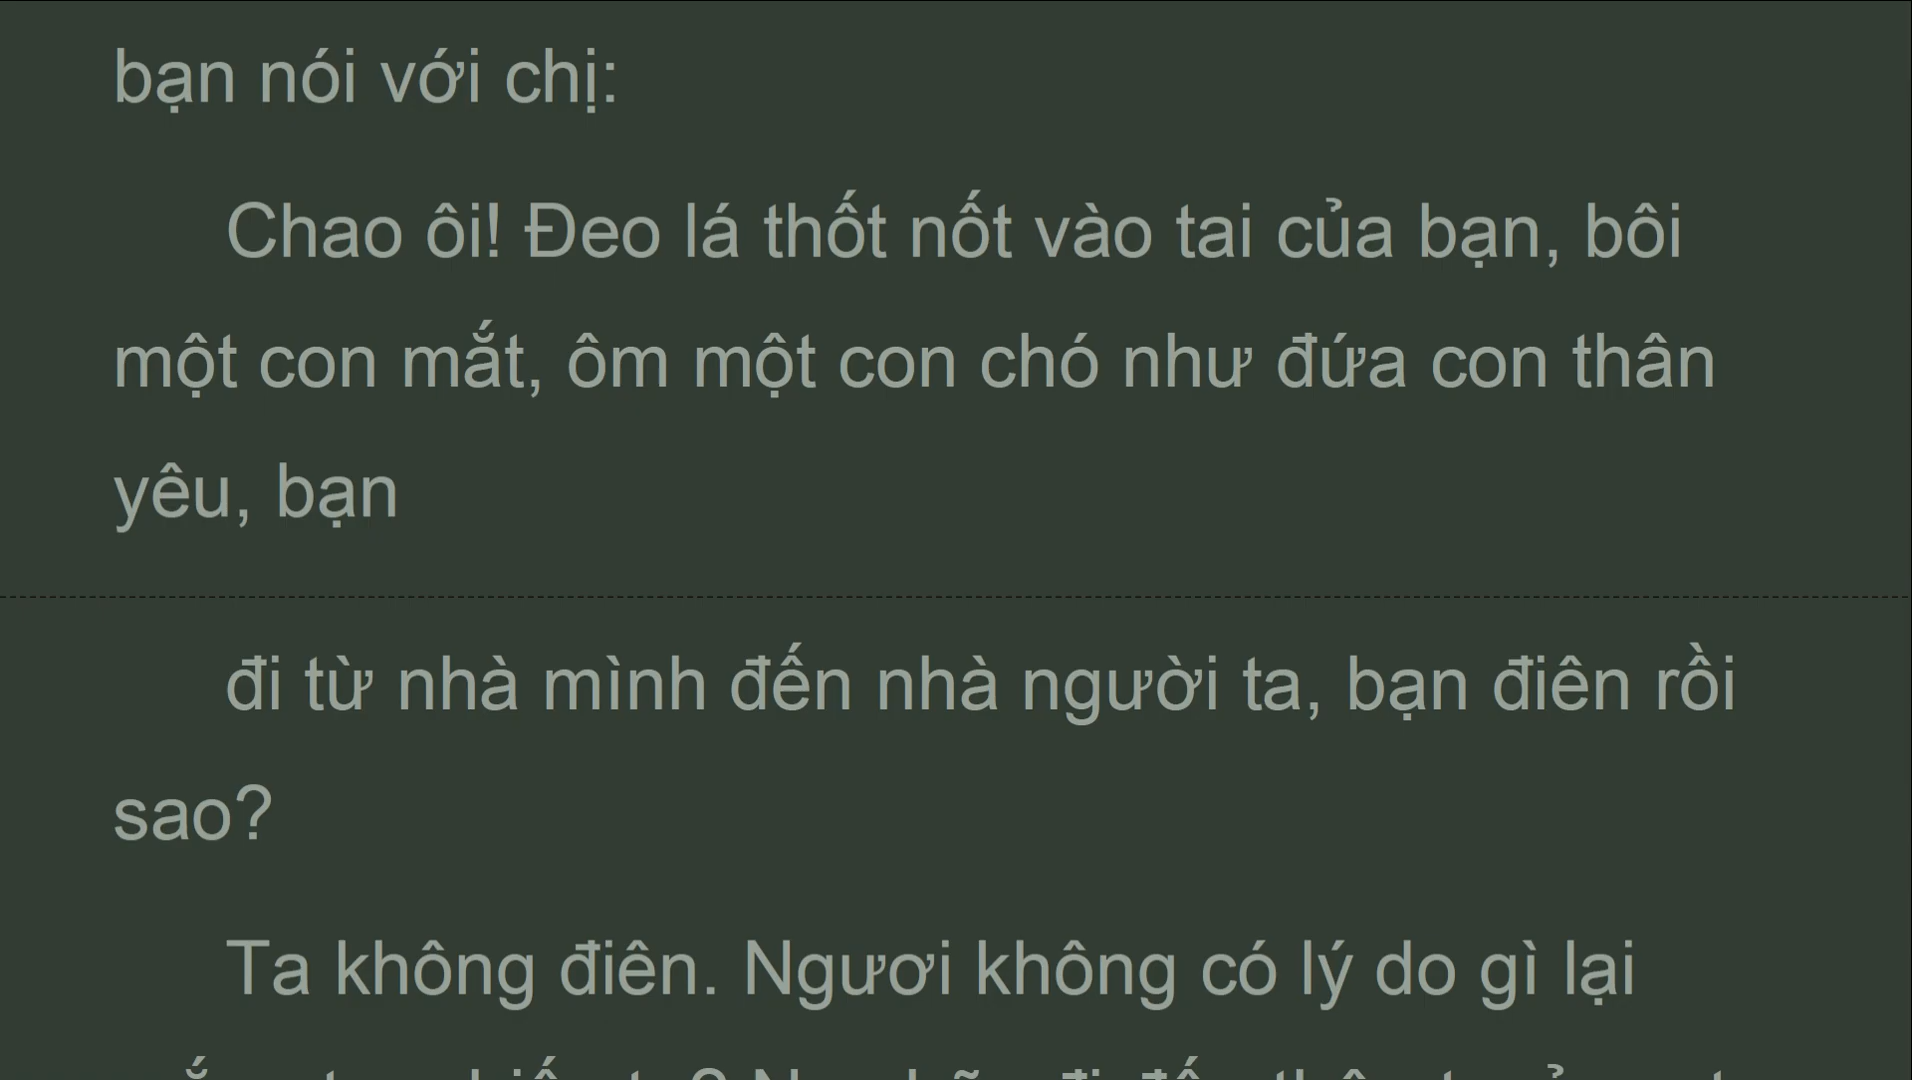 bạn nói với chị:
Chao ôi! Đeo lá thốt nốt vào tai của bạn, bôi
một con mắt, ôm một con chó như đứa con thân
yêu, bạn
đi từ nhà mình đến nhà người ta, bạn điên rồi
sao?
Ta không điên. Ngươi không có lý do gì lại